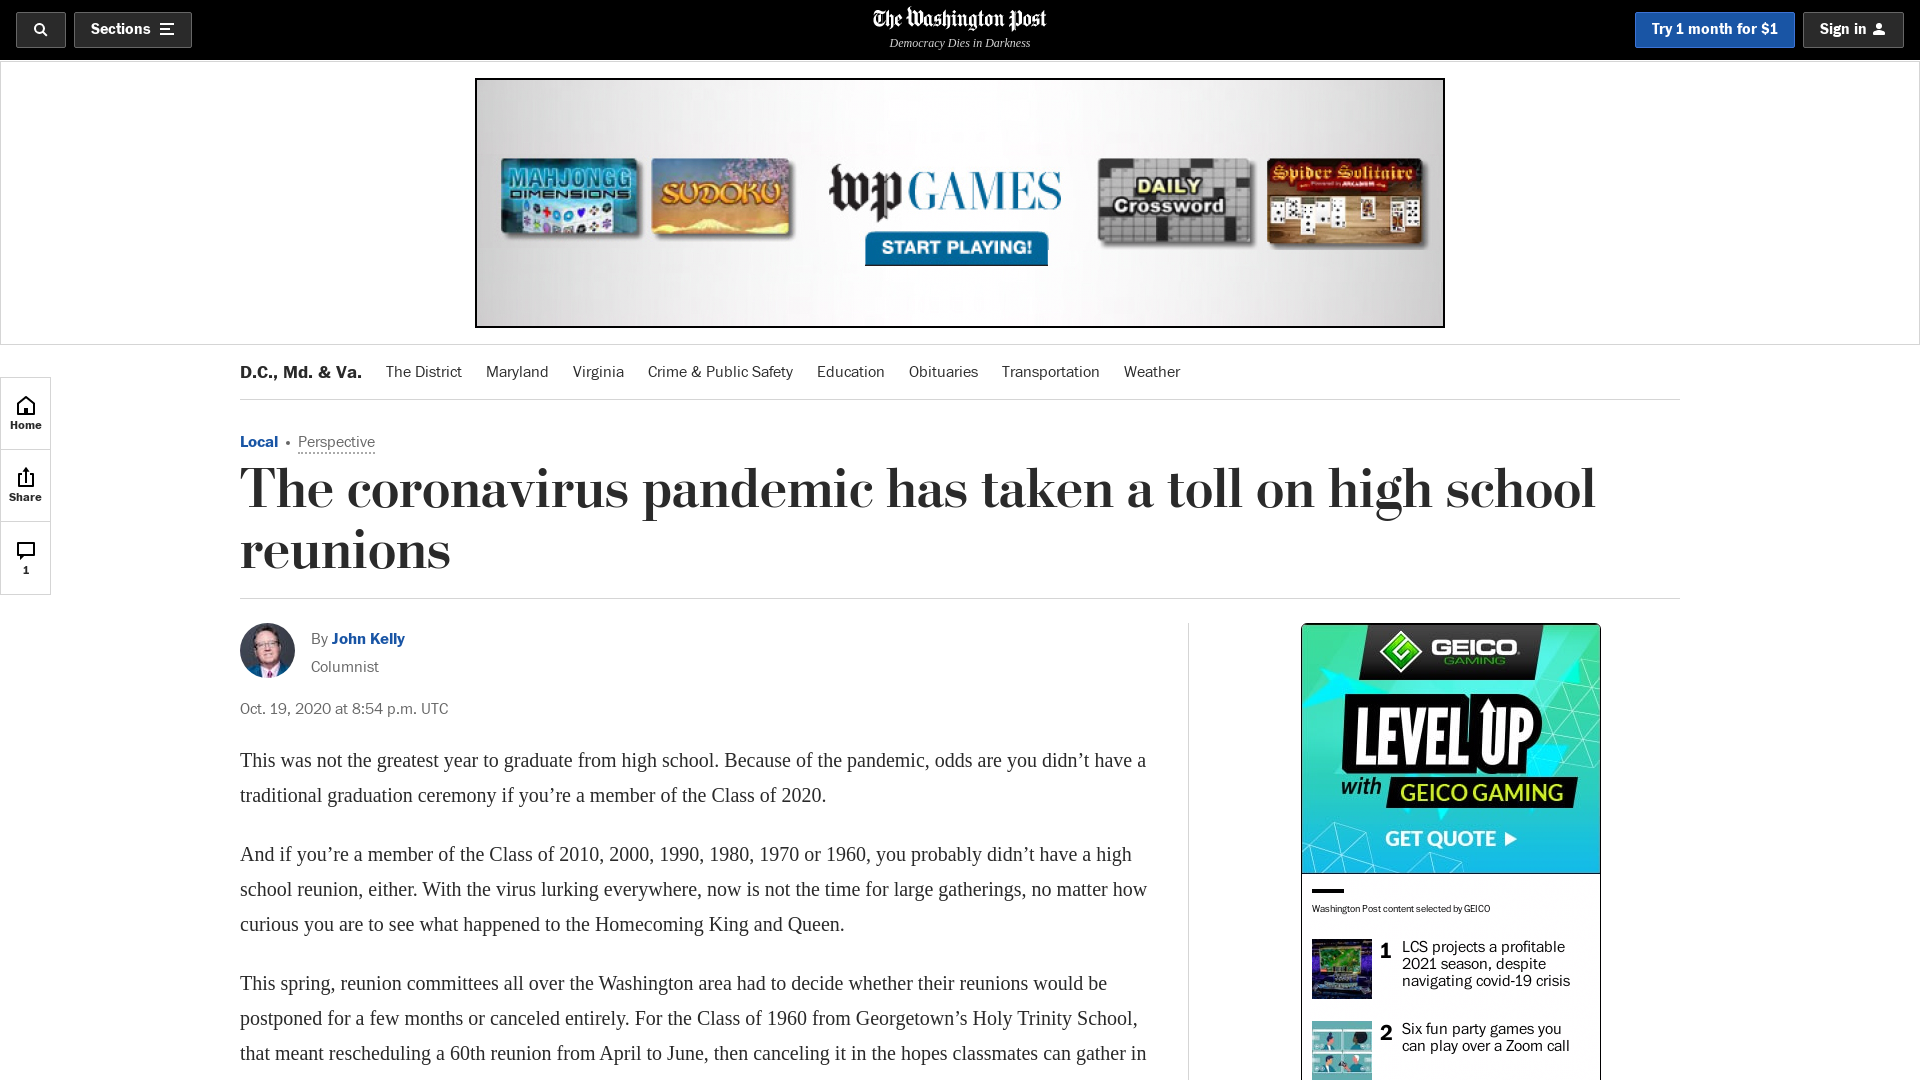 Sections
The Washington Post
Democracy Dies in Darkness
Try 1 month for $1
Sign in
MAHJONGG
DIMENSIONS
SUDOKU
wp GAMES
START PLAYING!
DAILY
Crossword
Spider Solitaire
D.C., Md. & Va.
The District
Maryland
Virginia
Crime & Public Safety
Education
Obituaries
Transportation
Weather
Home
Share
1
Local • Perspective
The coronavirus pandemic has taken a toll on high school
reunions
By John Kelly
Columnist
Oct. 19, 2020 at 8:54 p.m. UTC
This was not the greatest year to graduate from high school. Because of the pandemic, odds are you didn’t have a
traditional graduation ceremony if you’re a member of the Class of 2020.
And if you’re a member of the Class of 2010, 2000, 1990, 1980, 1970 or 1960, you probably didn’t have a high
school reunion, either. With the virus lurking everywhere, now is not the time for large gatherings, no matter how
curious you are to see what happened to the Homecoming King and Queen.
This spring, reunion committees all over the Washington area had to decide whether their reunions would be
postponed for a few months or canceled entirely. For the Class of 1960 from Georgetown’s Holy Trinity School,
that meant rescheduling a 60th reunion from April to June, then canceling it in the hopes classmates can gather in
GEICO
GAMING
LEVEL UP
with GEICO GAMING
GET QUOTE
Washington Post content selected by GEICO
1 LCS projects a profitable
2021 season, despite
navigating covid-19 crisis
2 Six fun party games you
can play over a Zoom call